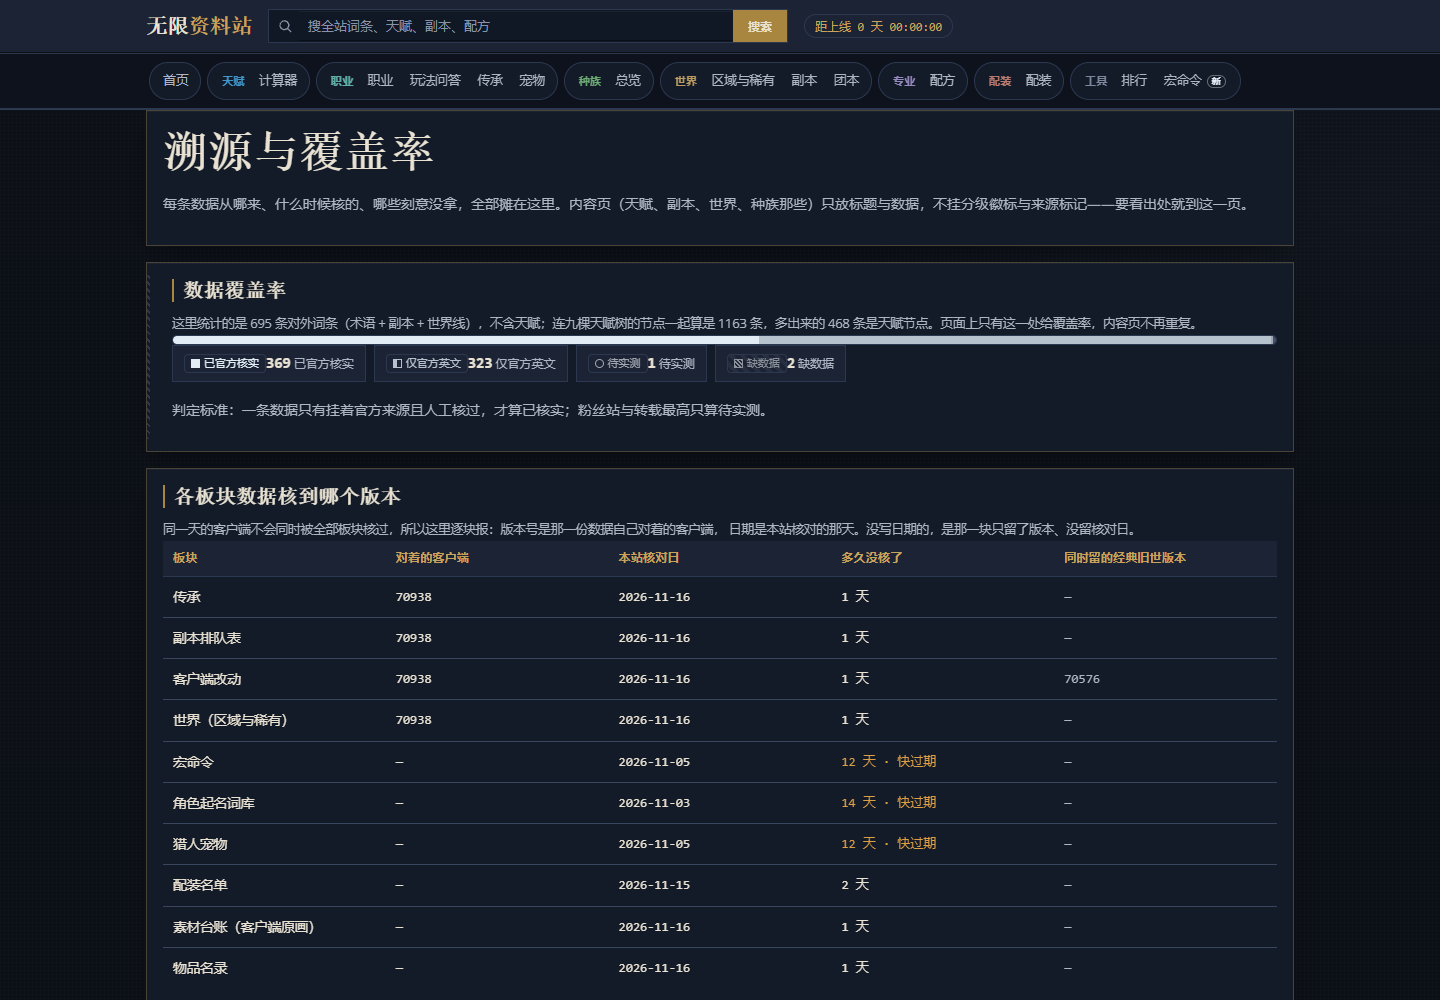 无限资料站
搜全站词条、天赋、副本、配方
搜索
距上线 0 天 00:00:00
首页
天赋 计算器
职业 职业 玩法问答 传承 宠物
种族 总览
世界 区域与稀有 副本 团本
专业 配方
配装 配装
工具 排行 宏命令 新
溯源与覆盖率
每条数据从哪来、什么时候核的、哪些刻意没拿，全部摊在这里。内容页（天赋、副本、世界、种族那些）只放标题与数据，不挂分级徽标与来源标记——要看出处就到这一页。
数据覆盖率
这里统计的是 695 条对外词条（术语 + 副本 + 世界线），不含天赋；连九棵天赋树的节点一起算是 1163 条，多出来的 468 条是天赋节点。页面上只有这一处给覆盖率，内容页不再重复。
已官方核实 369 已官方核实
仅官方英文 323 仅官方英文
待实测 1 待实测
缺数据 2 缺数据
判定标准：一条数据只有挂着官方来源且人工核过，才算已核实；粉丝站与转载最高只算待实测。
各板块数据核到哪个版本
同一天的客户端不会同时被全部板块核过，所以这里逐块报：版本号是那一份数据自己对着的客户端， 日期是本站核对的那天。没写日期的，是那一块只留了版本、没留核对日。
板块 对着的客户端 本站核对日 多久没核了 同时留的经典旧世版本
传承 70938 2026-11-16 1 天 —
副本排队表 70938 2026-11-16 1 天 —
客户端改动 70938 2026-11-16 1 天 70576
世界（区域与稀有） 70938 2026-11-16 1 天 —
宏命令 — 2026-11-05 12 天 · 快过期 —
角色起名词库 — 2026-11-03 14 天 · 快过期 —
猎人宠物 — 2026-11-05 12 天 · 快过期 —
配装名单 — 2026-11-15 2 天 —
素材台账（客户端原画） — 2026-11-16 1 天 —
物品名录 — 2026-11-16 1 天 —